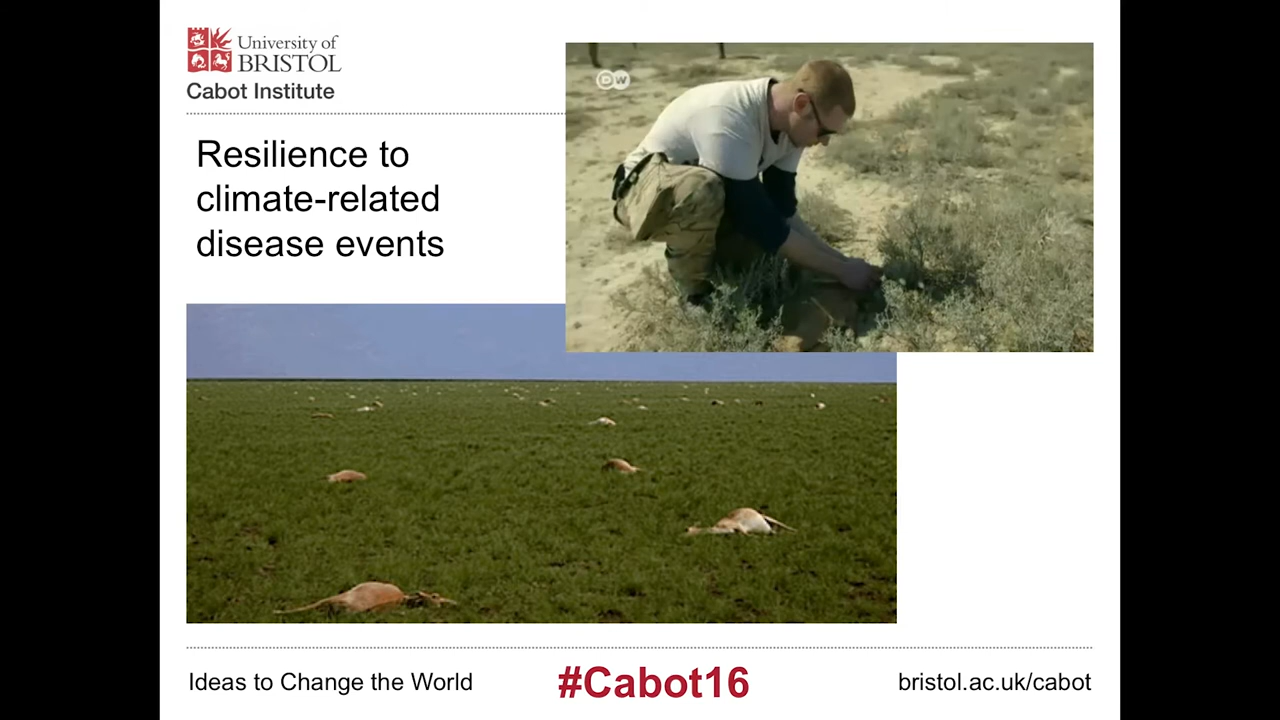 University of
BRISTOL
Cabot Institute
DW
Resilience to
climate-related
disease events
Ideas to Change the World
#Cabot16
bristol.ac.uk/cabot